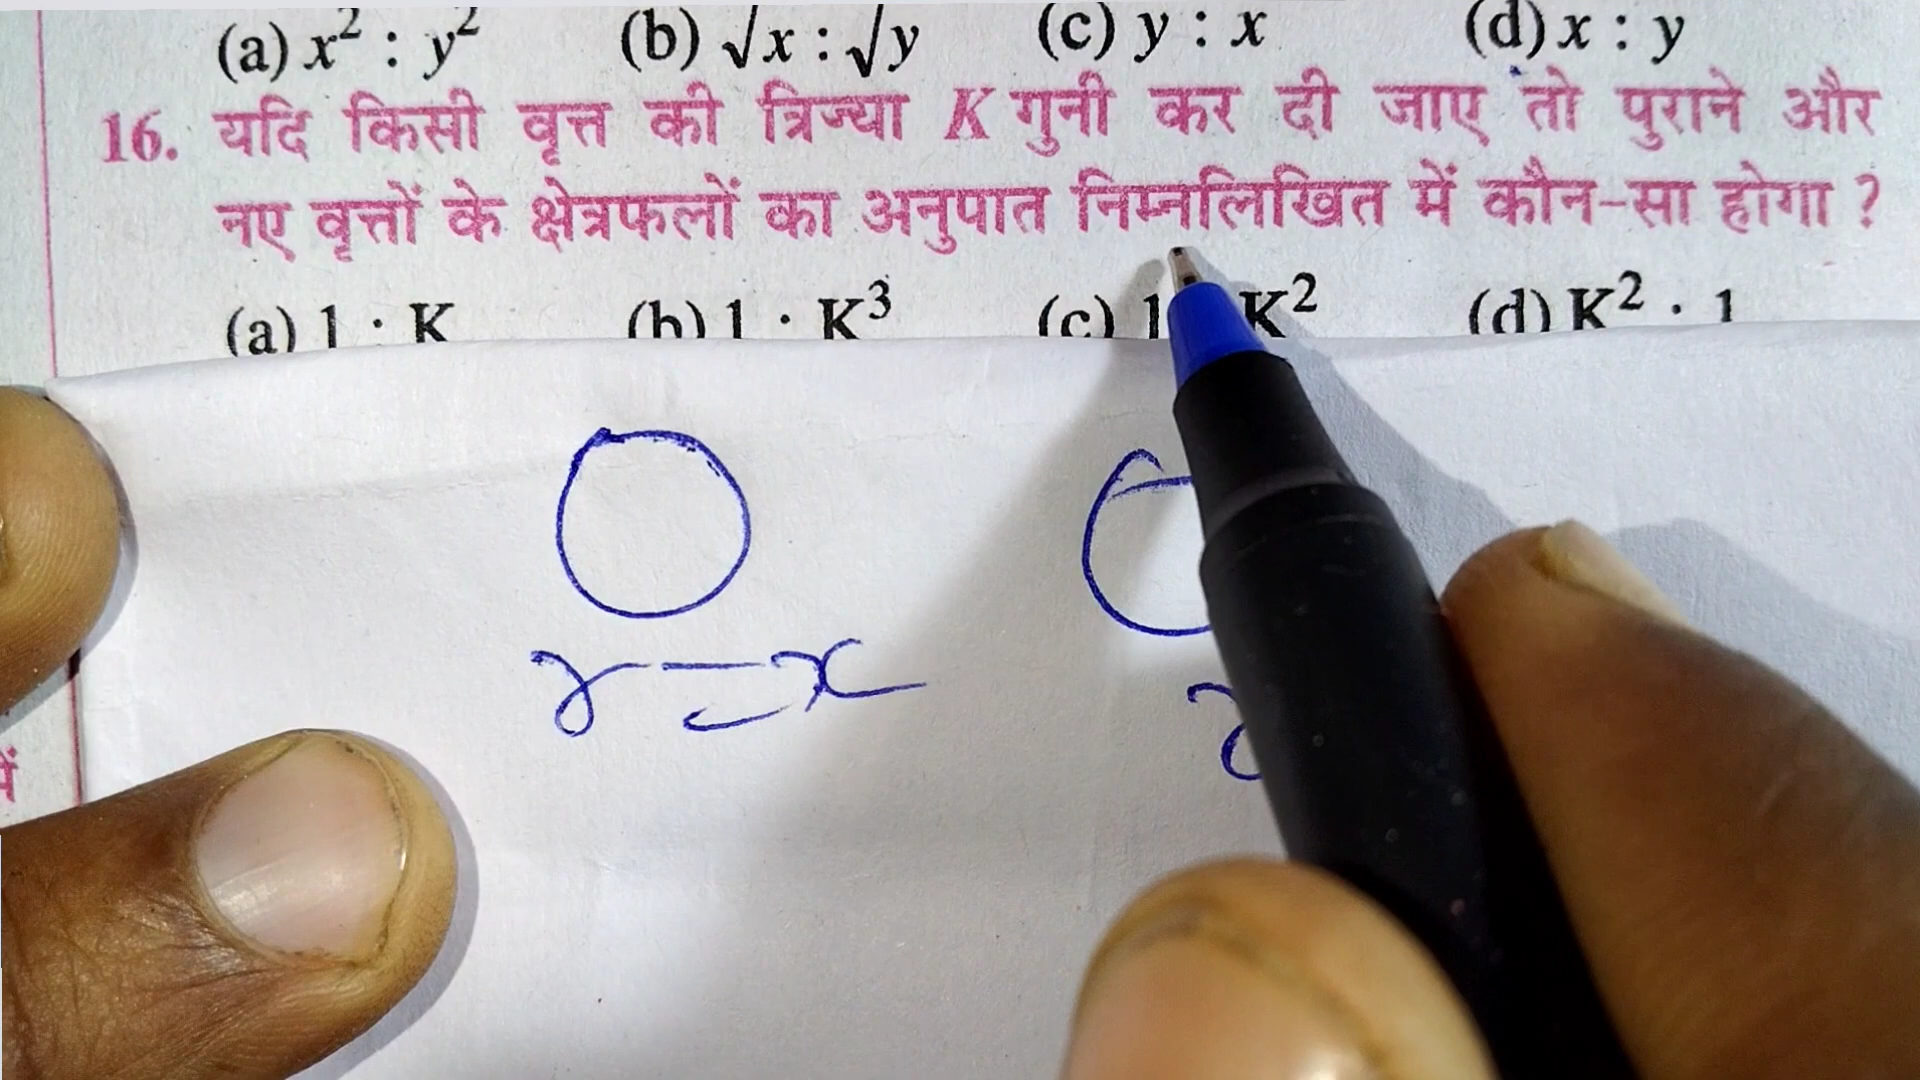 (a) x² : y² (b) √x : √y (c) y : x (d) x : y
16. यदि किसी वृत्त की त्रिज्या K गुनी कर दी जाए तो पुराने और
नए वृत्तों के क्षेत्रफलों का अनुपात निम्नलिखित में कौन-सा होगा ?
(a) 1 : K (b) 1 : K³ (c) 1 K² (d) K² : 1
r = x
में